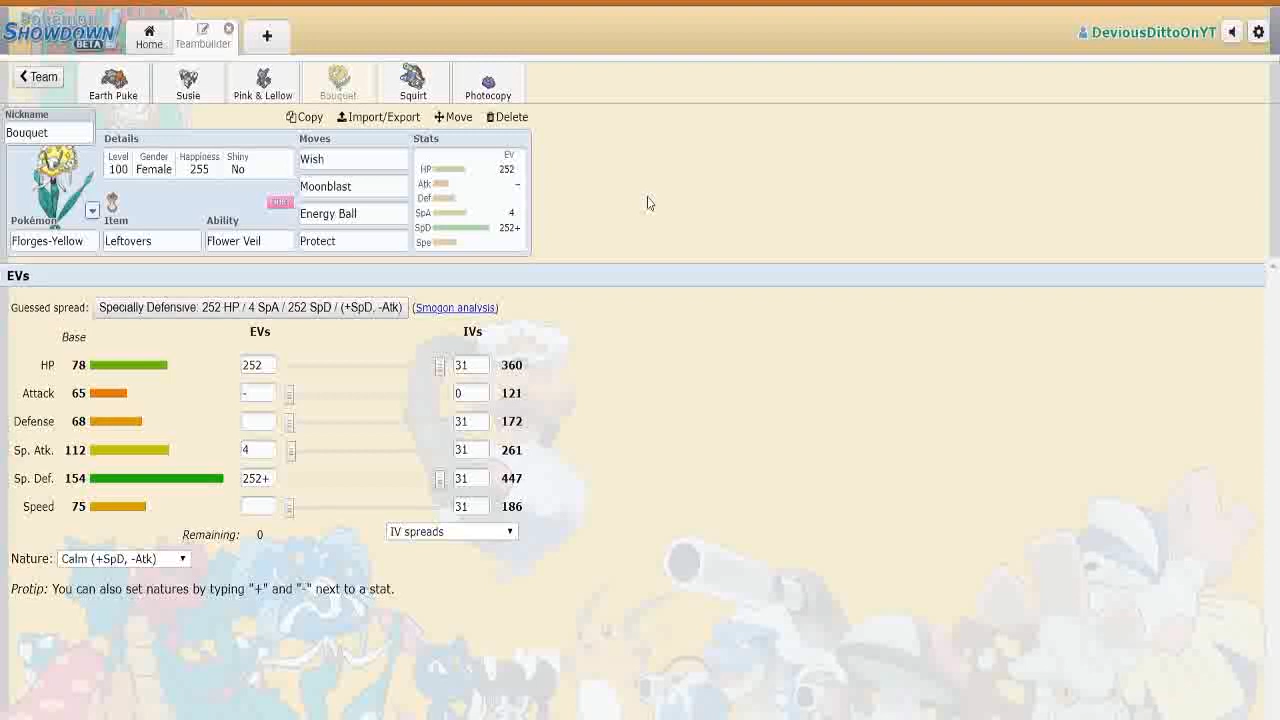 Pokémon
SHOWDOWN
BETA
Home
Teambuilder
+
DeviousDittoOnYT
Team
Earth Puke
Susie
Pink & Lellow
Bouquet
Squirt
Photocopy
Nickname
Bouquet
Copy
Import/Export
Move
Delete
Details
Moves
Stats
Level
Gender
Happiness
Shiny
100
Female
255
No
Wish
Moonblast
Energy Ball
Protect
EV
HP 252
Atk –
Def
SpA 4
SpD 252+
Spe
Pokémon
Item
Ability
Florges-Yellow
Leftovers
Flower Veil
EVs
Guessed spread: Specially Defensive: 252 HP / 4 SpA / 252 SpD / (+SpD, -Atk) (Smogon analysis)
Base EVs IVs
HP 78 252 31 360
Attack 65 - 0 121
Defense 68 31 172
Sp. Atk. 112 4 31 261
Sp. Def. 154 252+ 31 447
Speed 75 31 186
Remaining: 0 IV spreads
Nature: Calm (+SpD, -Atk)
Protip: You can also set natures by typing "+" and "-" next to a stat.